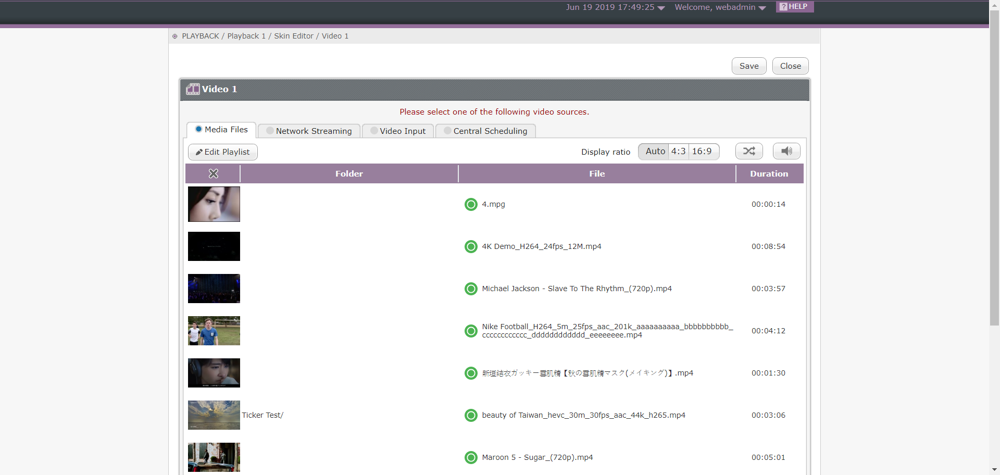 Jun 19 2019 17:49:25 Welcome, webadmin ? HELP
PLAYBACK / Playback 1 / Skin Editor / Video 1
Save Close
Video 1
Please select one of the following video sources.
Media Files Network Streaming Video Input Central Scheduling
Edit Playlist Display ratio Auto 4:3 16:9
Folder File Duration
4.mpg 00:00:14
4K Demo_H264_24fps_12M.mp4 00:08:54
Michael Jackson - Slave To The Rhythm_(720p).mp4 00:03:57
Nike Football_H264_5m_25fps_aac_201k_aaaaaaaaaa_bbbbbbbbbb_
cccccccccccc_dddddddddddd_eeeeeeee.mp4 00:04:12
新垣結衣ガッキー雪肌精【秋の雪肌精マスク(メイキング)】.mp4 00:01:30
Ticker Test/ beauty of Taiwan_hevc_30m_30fps_aac_44k_h265.mp4 00:03:06
Maroon 5 - Sugar_(720p).mp4 00:05:01